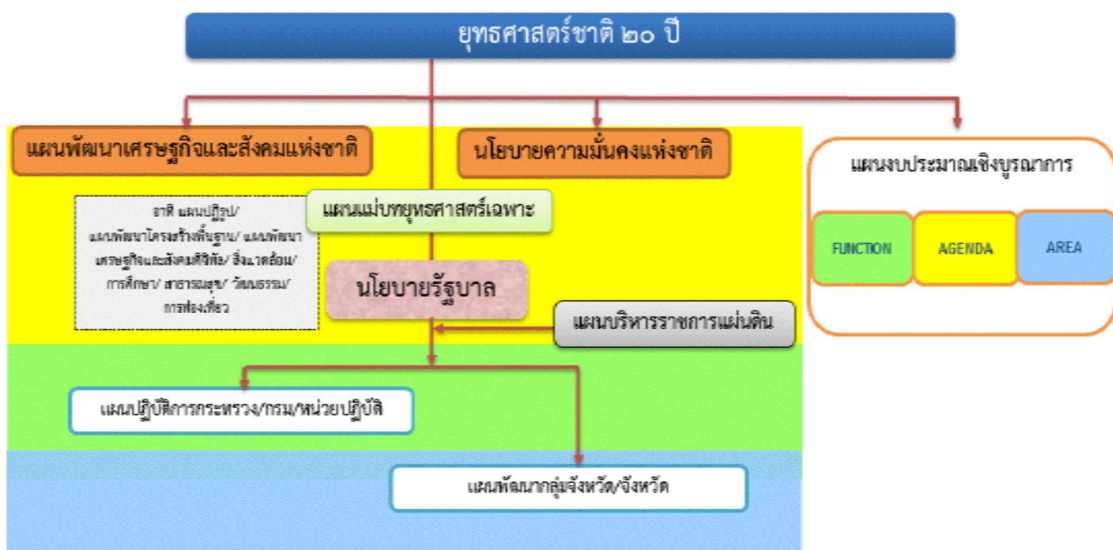 ยุทธศาสตร์ชาติ ๒๐ ปี
แผนพัฒนาเศรษฐกิจและสังคมแห่งชาติ
นโยบายความมั่นคงแห่งชาติ
แผนงบประมาณเชิงบูรณาการ
FUNCTION
AGENDA
AREA
แผนแม่บทยุทธศาสตร์เฉพาะ
อาทิ แผนปฏิรูป/
แผนพัฒนาโครงสร้างพื้นฐาน/ แผนพัฒนา
เศรษฐกิจและสังคมดิจิทัล/ สิ่งแวดล้อม/
การศึกษา/ สาธารณสุข/ วัฒนธรรม/
การท่องเที่ยว
นโยบายรัฐบาล
แผนบริหารราชการแผ่นดิน
แผนปฏิบัติการกระทรวง/กรม/หน่วยปฏิบัติ
แผนพัฒนากลุ่มจังหวัด/จังหวัด